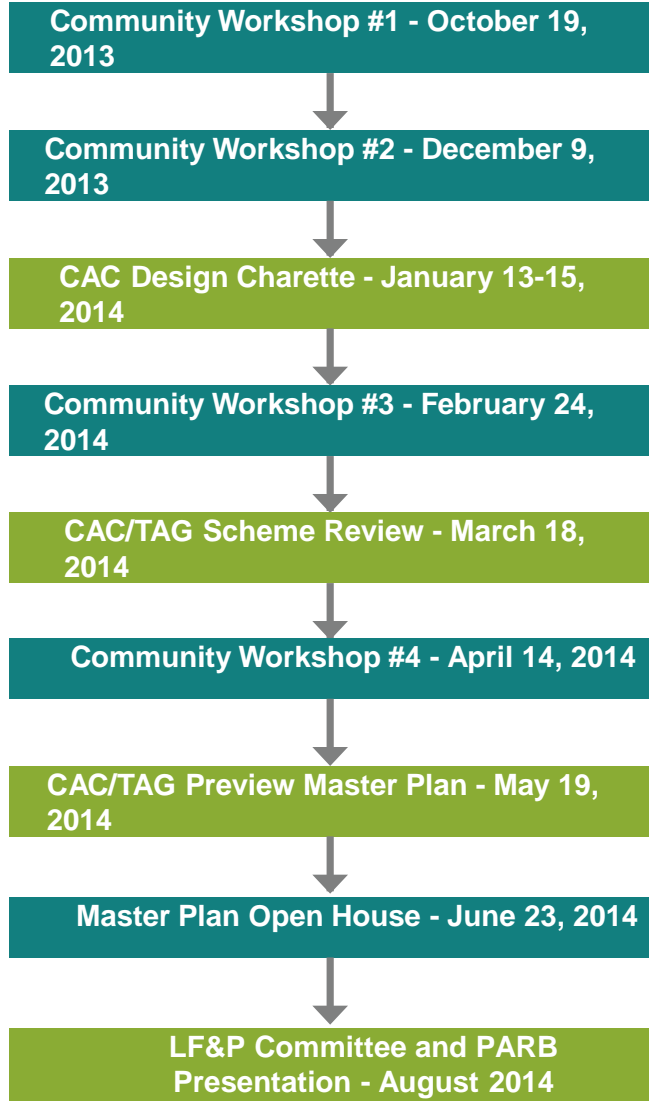 Community Workshop #1 - October 19,
2013
Community Workshop #2 - December 9,
2013
CAC Design Charette - January 13-15,
2014
Community Workshop #3 - February 24,
2014
CAC/TAG Scheme Review - March 18,
2014
Community Workshop #4 - April 14, 2014
CAC/TAG Preview Master Plan - May 19,
2014
Master Plan Open House - June 23, 2014
LF&P Committee and PARB
Presentation - August 2014